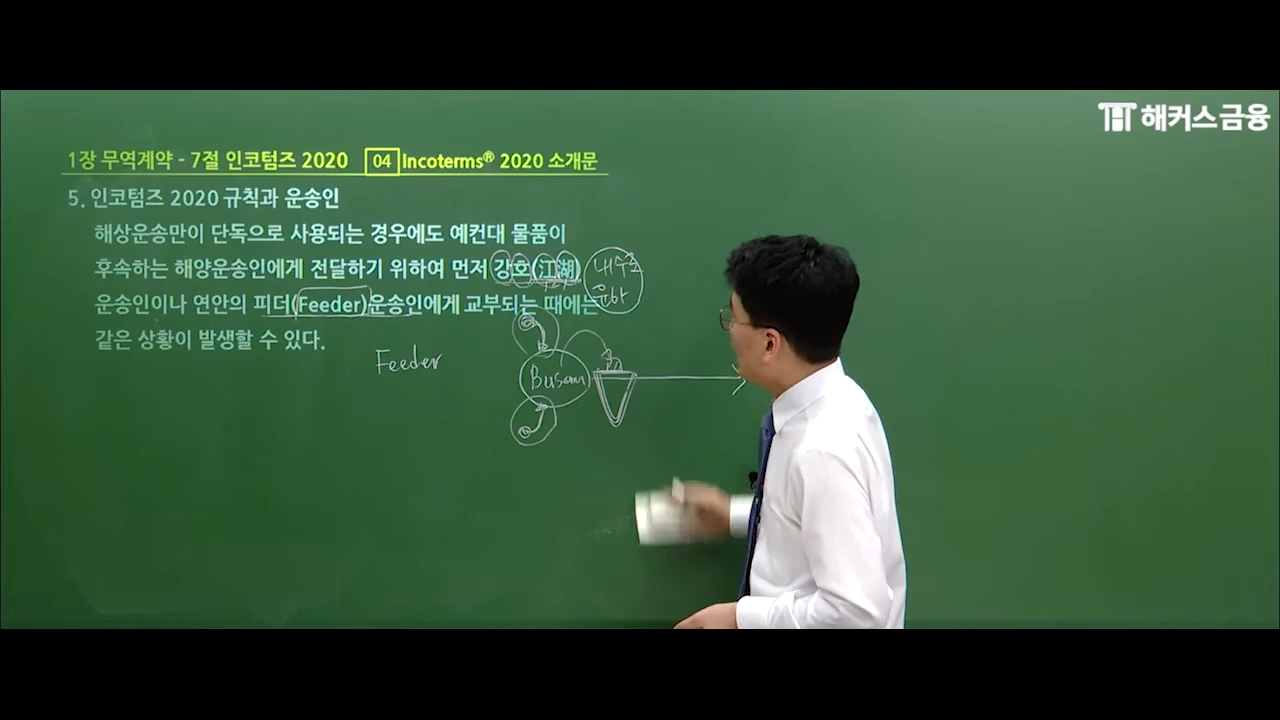 해커스금융
1장 무역계약 - 7절 인코텀즈 2020 04 Incoterms® 2020 소개문
5. 인코텀즈 2020 규칙과 운송인
해상운송만이 단독으로 사용되는 경우에도 예컨대 물품이
후속하는 해양운송인에게 전달하기 위하여 먼저 강호(江湖)
운송인이나 연안의 피더(Feeder)운송인에게 교부되는 때에는
같은 상황이 발생할 수 있다.
내수로
운하
Feeder
Busan